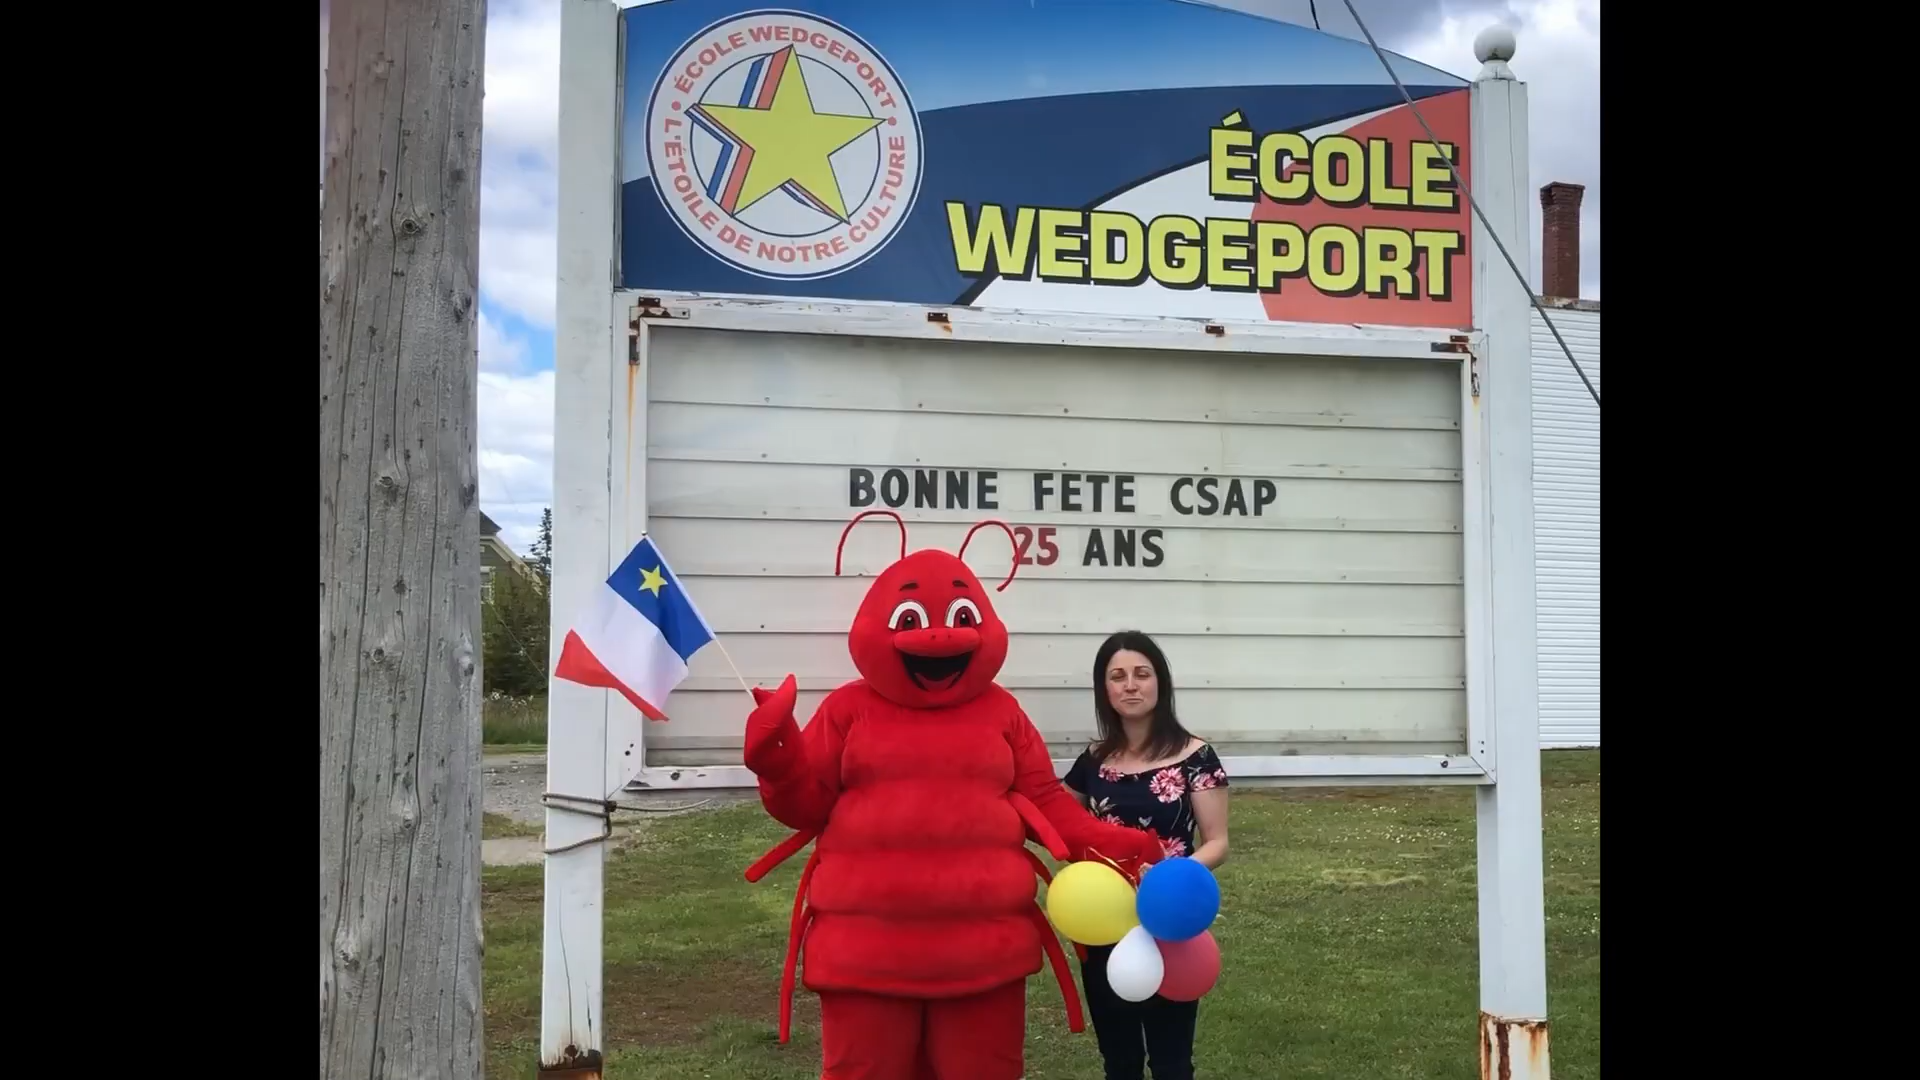 • ÉCOLE WEDGEPORT •
L'ÉTOILE DE NOTRE CULTURE
ÉCOLE
WEDGEPORT
BONNE FETE CSAP
25 ANS